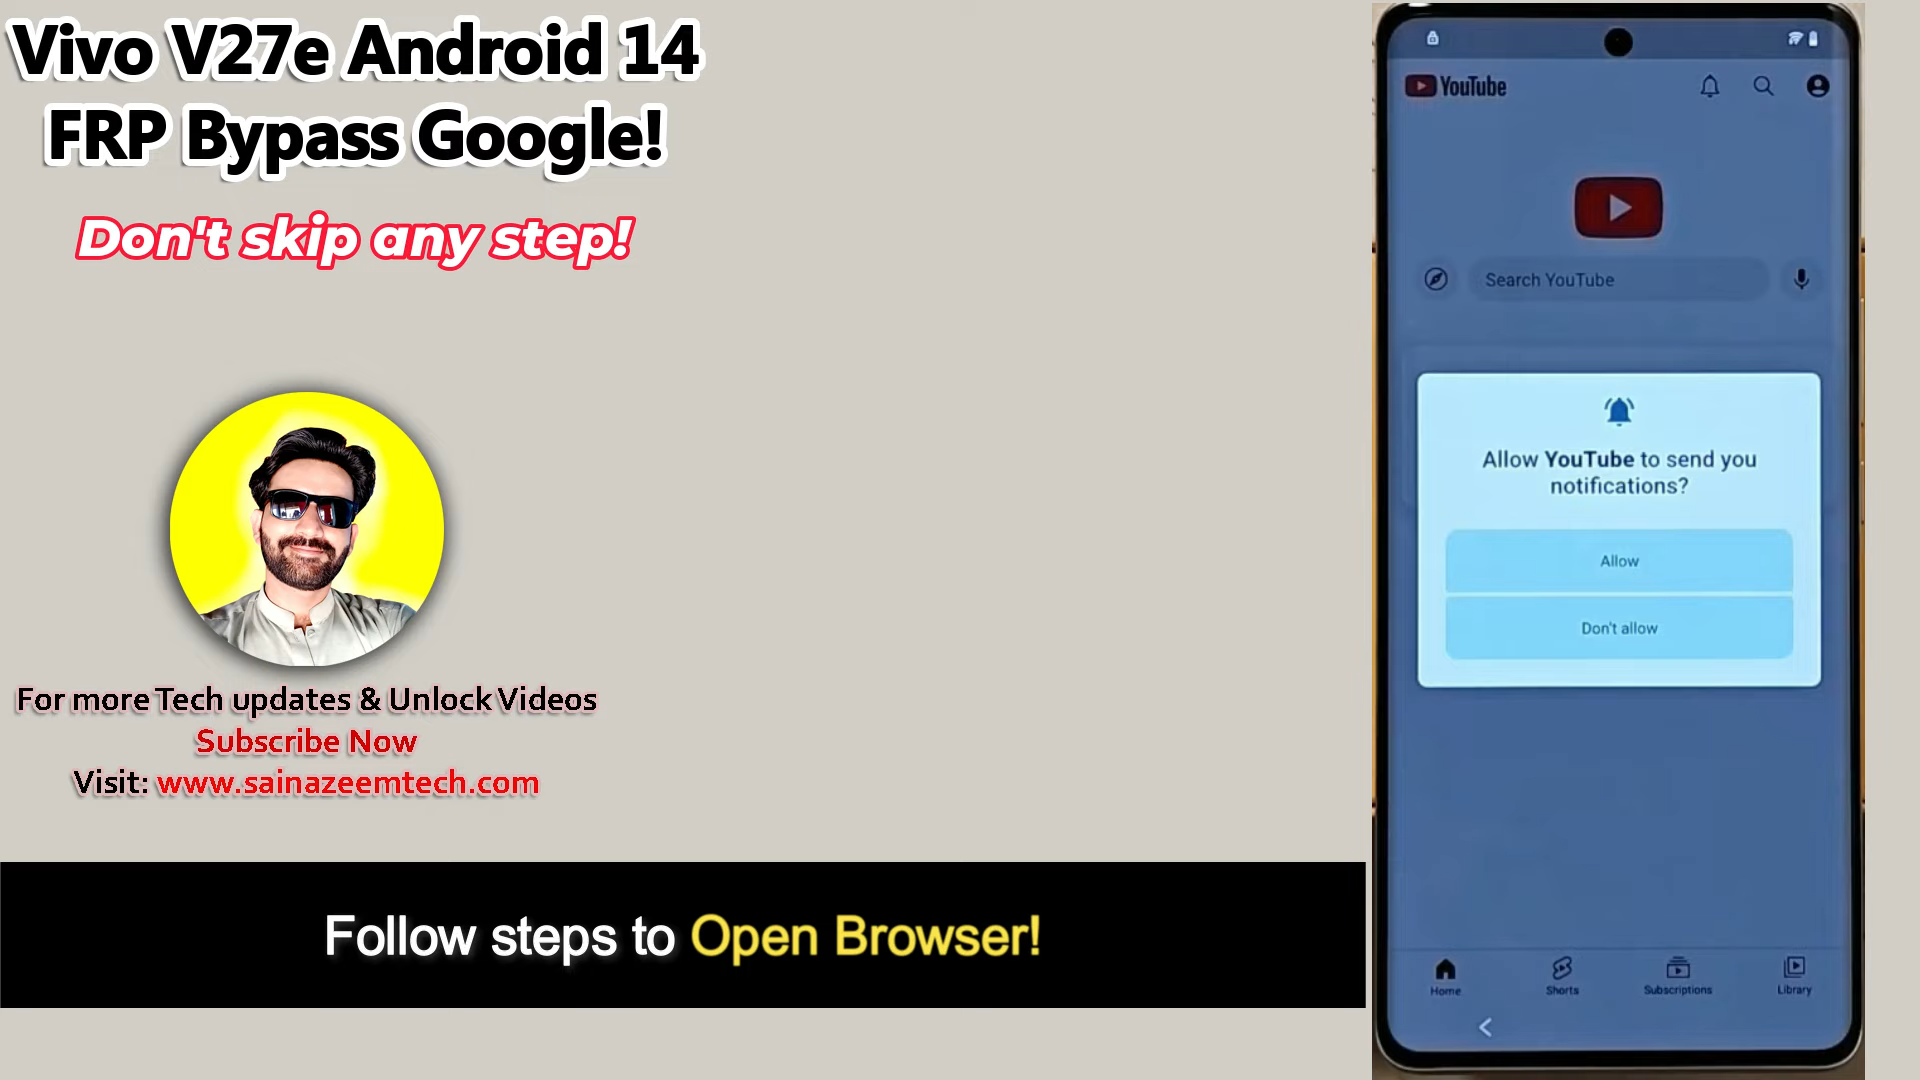 Vivo V27e Android 14
FRP Bypass Google!
Don't skip any step!
For more Tech updates & Unlock Videos
Subscribe Now
Visit: www.sainazeemtech.com
Follow steps to Open Browser!
YouTube
Search YouTube
Allow YouTube to send you
notifications?
Allow
Don't allow
Home
Shorts
Subscriptions
Library